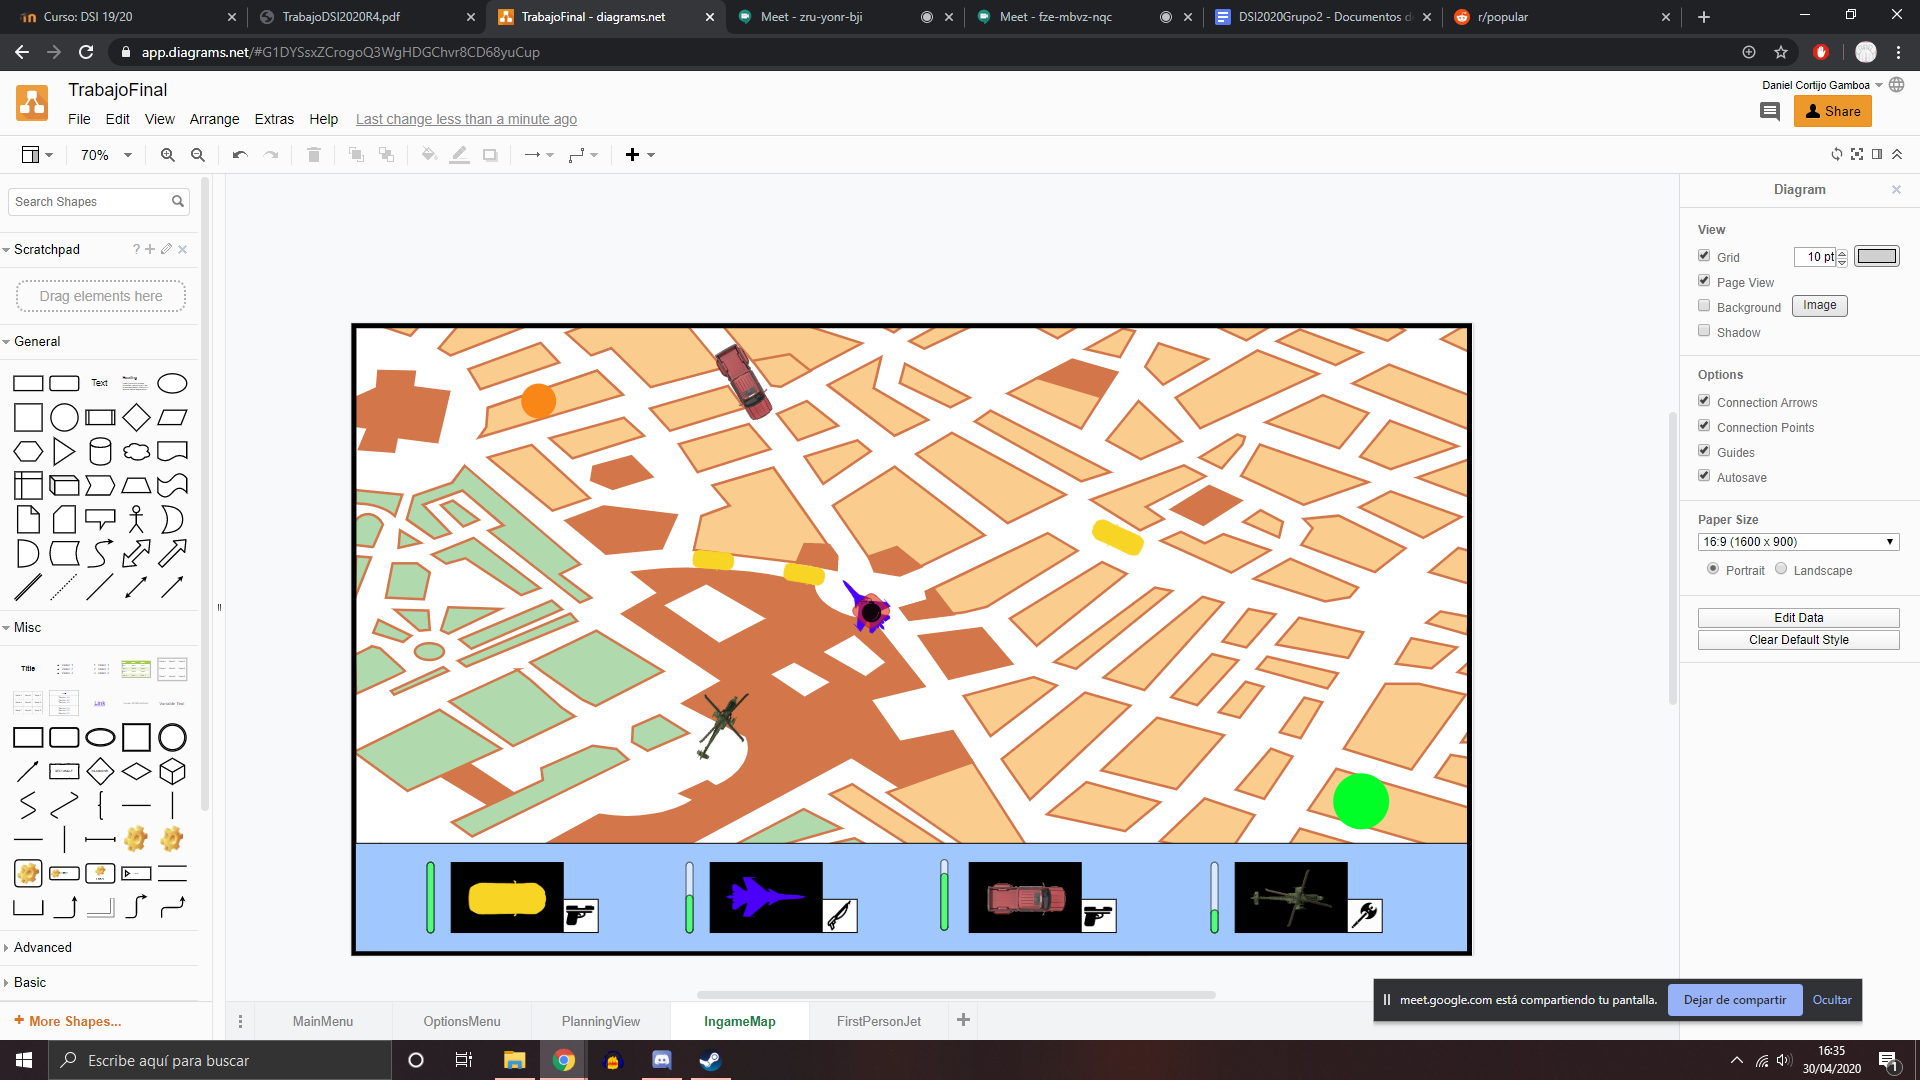 Curso: DSI 19/20
TrabajoDSI2020R4.pdf
TrabajoFinal - diagrams.net
Meet - zru-yonr-bji
Meet - fze-mbvz-nqc
DSI2020Grupo2 - Documentos d
r/popular
app.diagrams.net/#G1DYSsxZCrogoQ3WgHDGChvr8CD68yuCup
TrabajoFinal
Daniel Cortijo Gamboa
File Edit View Arrange Extras Help Last change less than a minute ago
Share
70%
Search Shapes
Scratchpad
?
Drag elements here
General
Text
Heading
Misc
Title
Link
Variable Text
Advanced
Basic
More Shapes...
Diagram
View
Grid 10 pt
Page View
Background Image
Shadow
Options
Connection Arrows
Connection Points
Guides
Autosave
Paper Size
16:9 (1600 x 900)
Portrait Landscape
Edit Data
Clear Default Style
meet.google.com está compartiendo tu pantalla. Dejar de compartir Ocultar
MainMenu OptionsMenu PlanningView IngameMap FirstPersonJet
Escribe aquí para buscar
16:35
30/04/2020
1